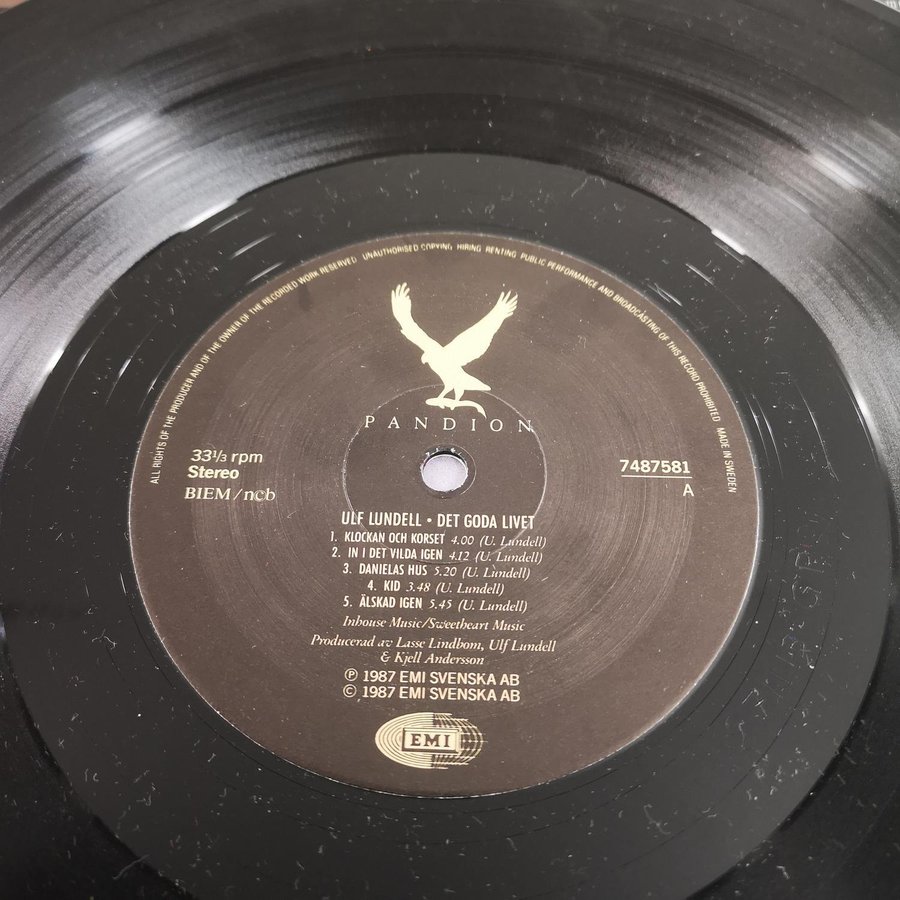 ALL RIGHTS OF THE PRODUCER AND OF THE OWNER OF THE RECORDED WORK RESERVED UNAUTHORISED COPYING HIRING RENTING PUBLIC PERFORMANCE AND BROADCASTING OF THIS RECORD PROHIBITED MADE IN SWEDEN
PANDION
33⅓ rpm
Stereo
BIEM/ncb
7487581
A
ULF LUNDELL • DET GODA LIVET
1. KLOCKAN OCH KORSET 4.00 (U. Lundell)
2. IN I DET VILDA IGEN 4.12 (U. Lundell)
3. DANIELAS HUS 5.20 (U. Lundell)
4. KID 3.48 (U. Lundell)
5. ÄLSKAD IGEN 5.45 (U. Lundell)
Inhouse Music/Sweetheart Music
Producerad av Lasse Lindbom, Ulf Lundell
& Kjell Andersson
℗ 1987 EMI SVENSKA AB
© 1987 EMI SVENSKA AB
EMI